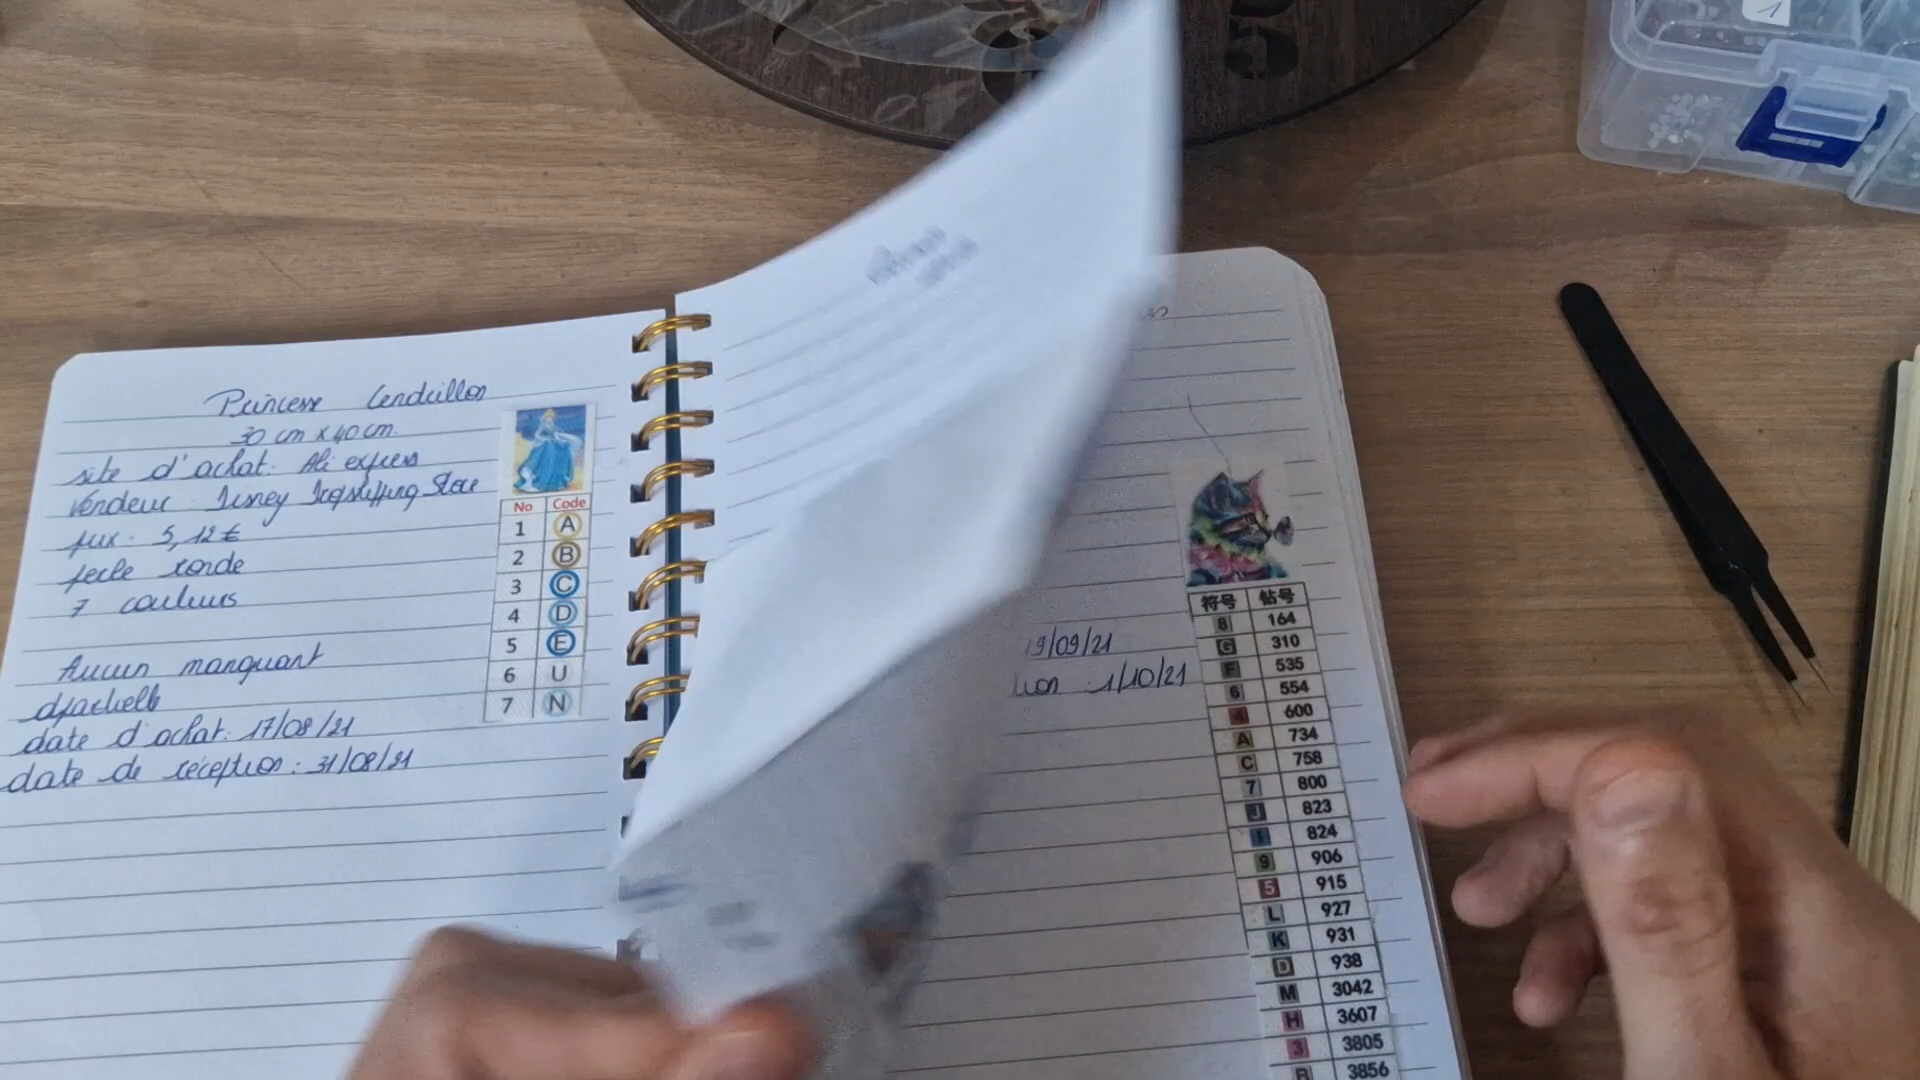 Princesse Cendrillon
30 cm x 40 cm.
site d'achat: Ali express
Vendeur : Disney Store
prix : 5,12 €
perle ronde
7 couleurs
Aucun manquant
date d'achat: 17/08/21
date de réception : 31/08/21
No Code
1 A
2 B
3 C
4 D
5 E
6 U
7 N
19/09/21
1/10/21
符号 钻号
8 164
G 310
F 535
6 554
4 600
A 734
C 758
7 800
J 823
I 824
9 906
5 915
L 927
K 931
D 938
M 3042
H 3607
3 3805
B 3856
5
1